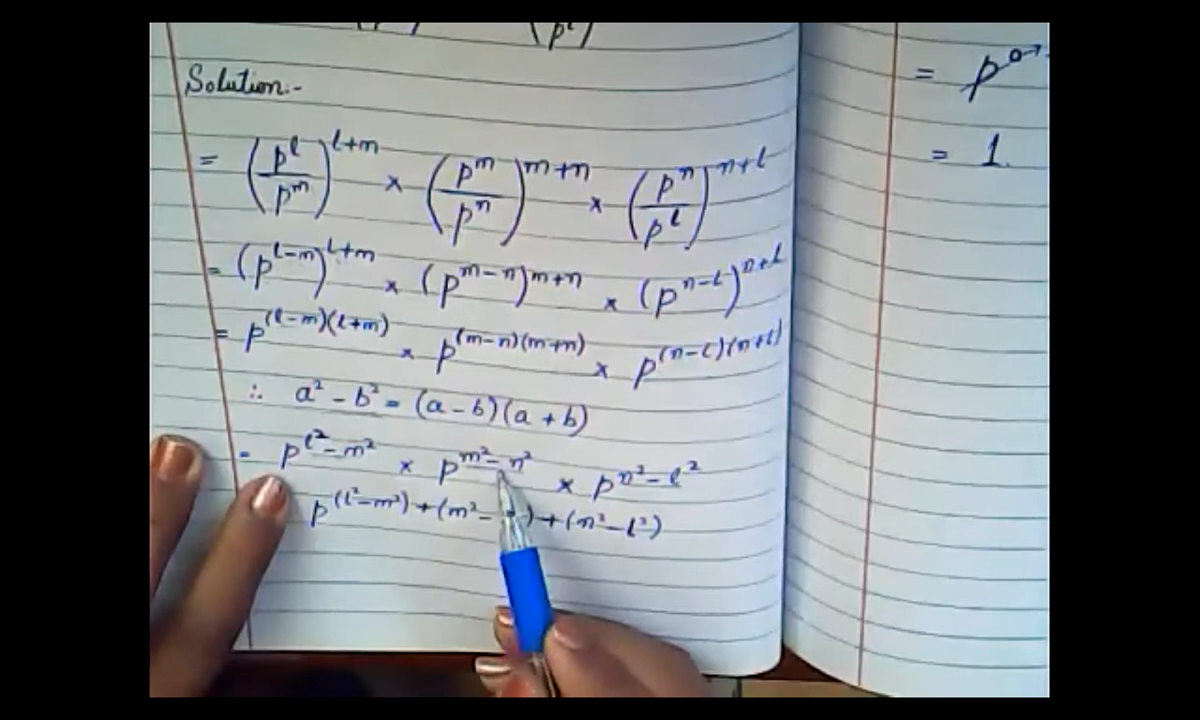 (p^l)
Solution:-
= (p^l/p^m)^(l+m) × (p^m/p^n)^(m+n) × (p^n/p^l)^(n+l)
= (p^(l-m))^(l+m) × (p^(m-n))^(m+n) × (p^(n-l))^(n+l)
= p^((l-m)(l+m)) × p^((m-n)(m+n)) × p^((n-l)(n+l))
∴ a² - b² = (a - b)(a + b)
= p^(l²-m²) × p^(m²-n²) × p^(n²-l²)
p^((l²-m²)+(m²- )+(n²-l²))
= p^0
= 1.